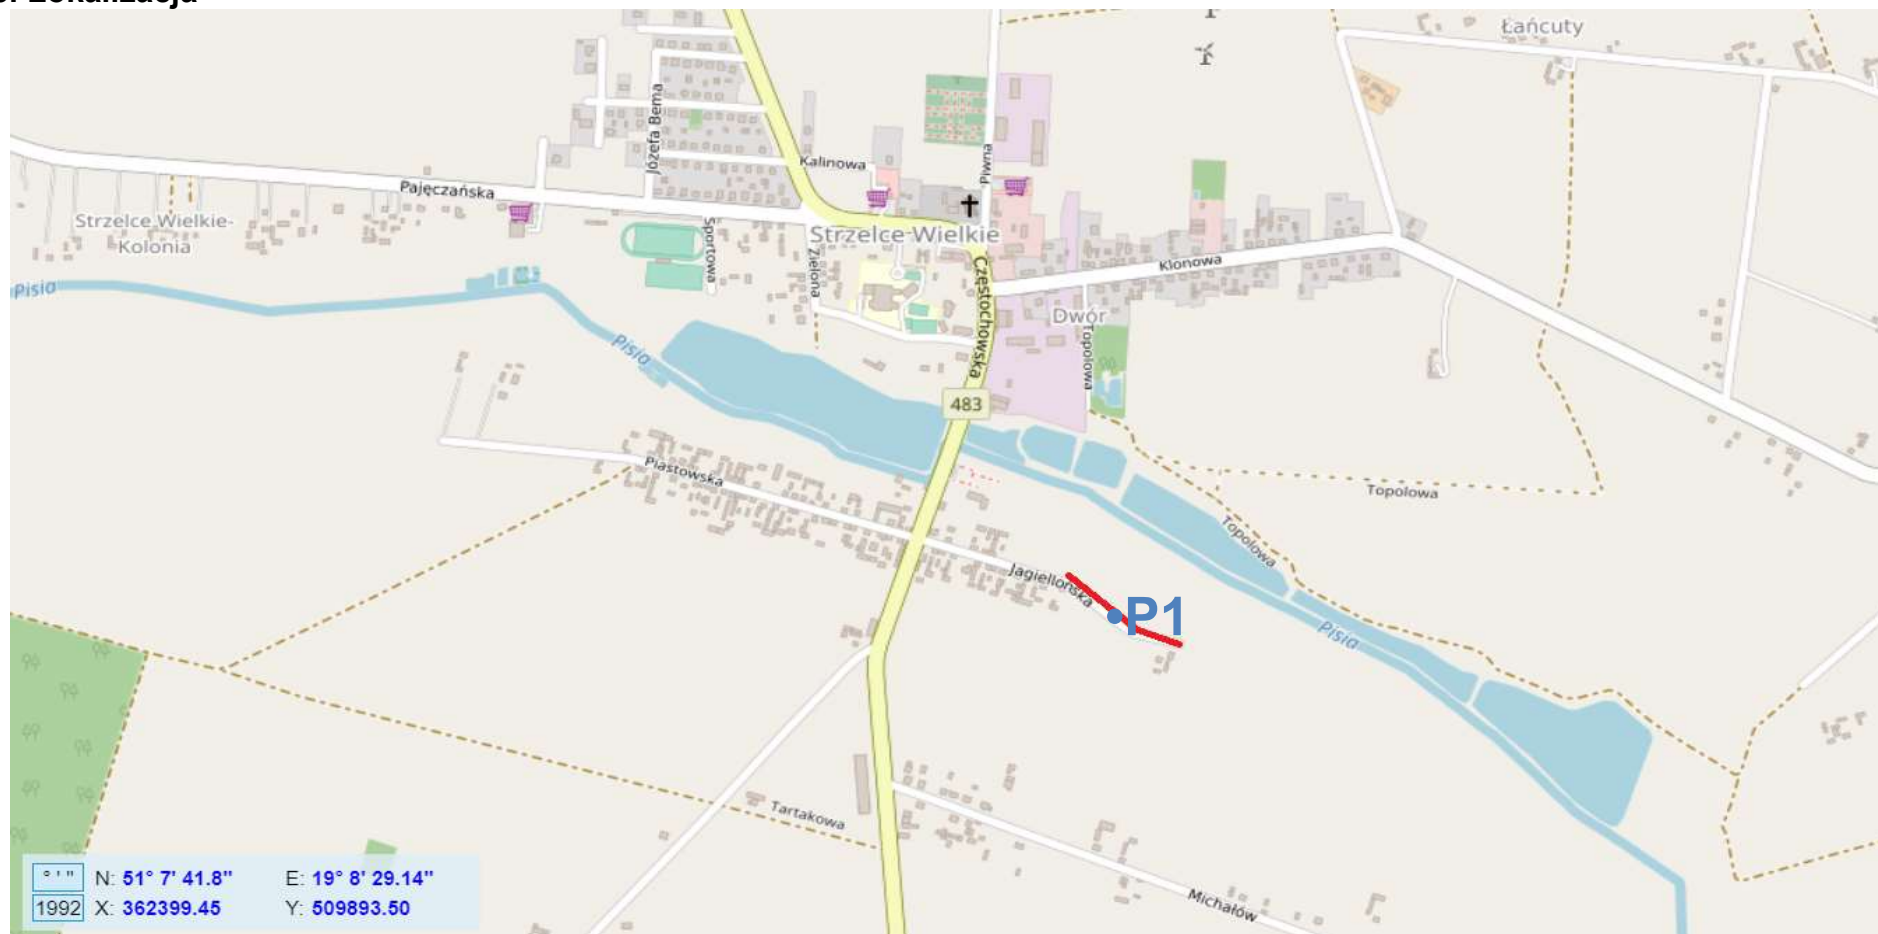 Łańcuty
Józefa Bema
Kalinowa
Piwna
Pajęczańska
Strzelce Wielkie-
Kolonia
Sportowa
Strzelce Wielkie
Zielona
Częstochowska
Klonowa
Pisia
Dwór
Topolowa
Pisia
483
Piastowska
Topolowa
Topolowa
Jagiellońska
P1
Pisia
Tartakowa
Michałów
° ' " N: 51° 7' 41.8" E: 19° 8' 29.14"
1992 X: 362399.45 Y: 509893.50